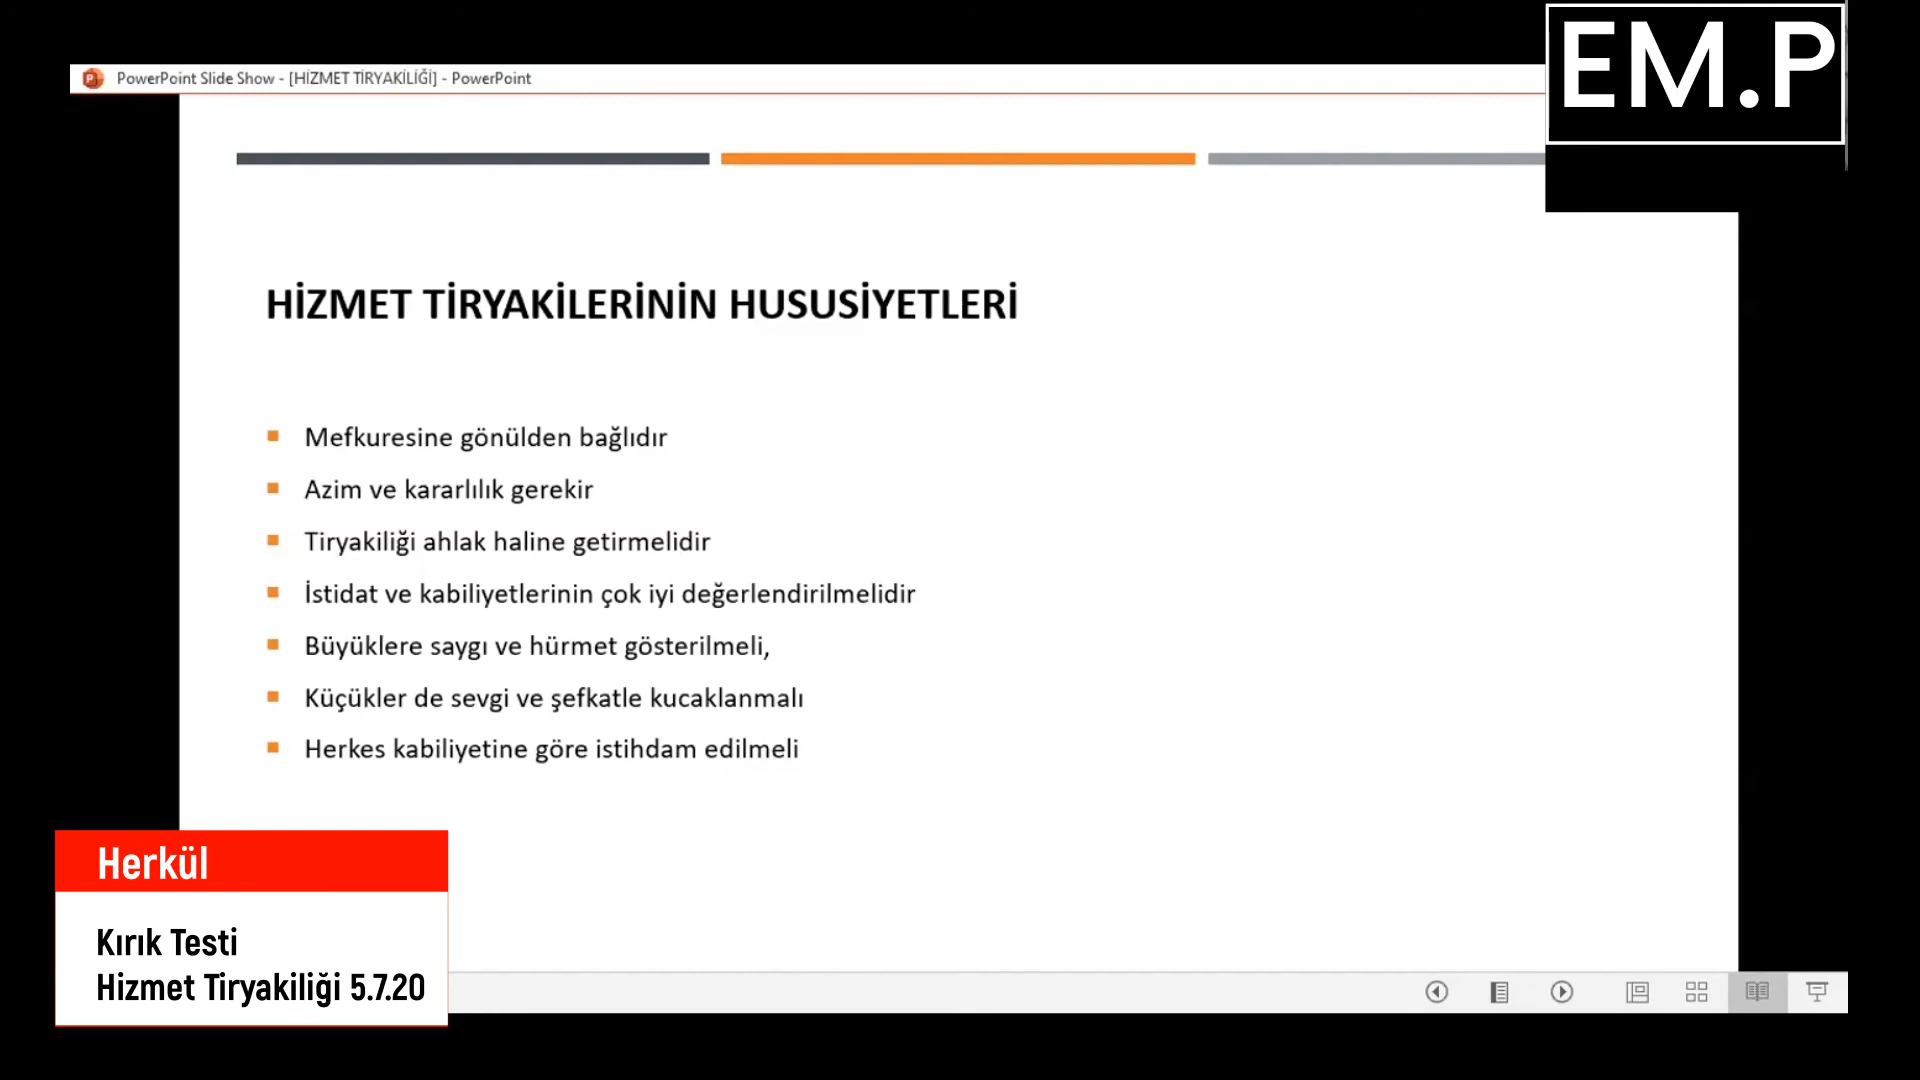 EM.P
PowerPoint Slide Show - [HİZMET TİRYAKİLİĞİ] - PowerPoint
HİZMET TİRYAKİLERİNİN HUSUSİYETLERİ
Mefkuresine gönülden bağlıdır
Azim ve kararlılık gerekir
Tiryakiliği ahlak haline getirmelidir
İstidat ve kabiliyetlerinin çok iyi değerlendirilmelidir
Büyüklere saygı ve hürmet gösterilmeli,
Küçükler de sevgi ve şefkatle kucaklanmalı
Herkes kabiliyetine göre istihdam edilmeli
Herkül
Kırık Testi
Hizmet Tiryakiliği 5.7.20